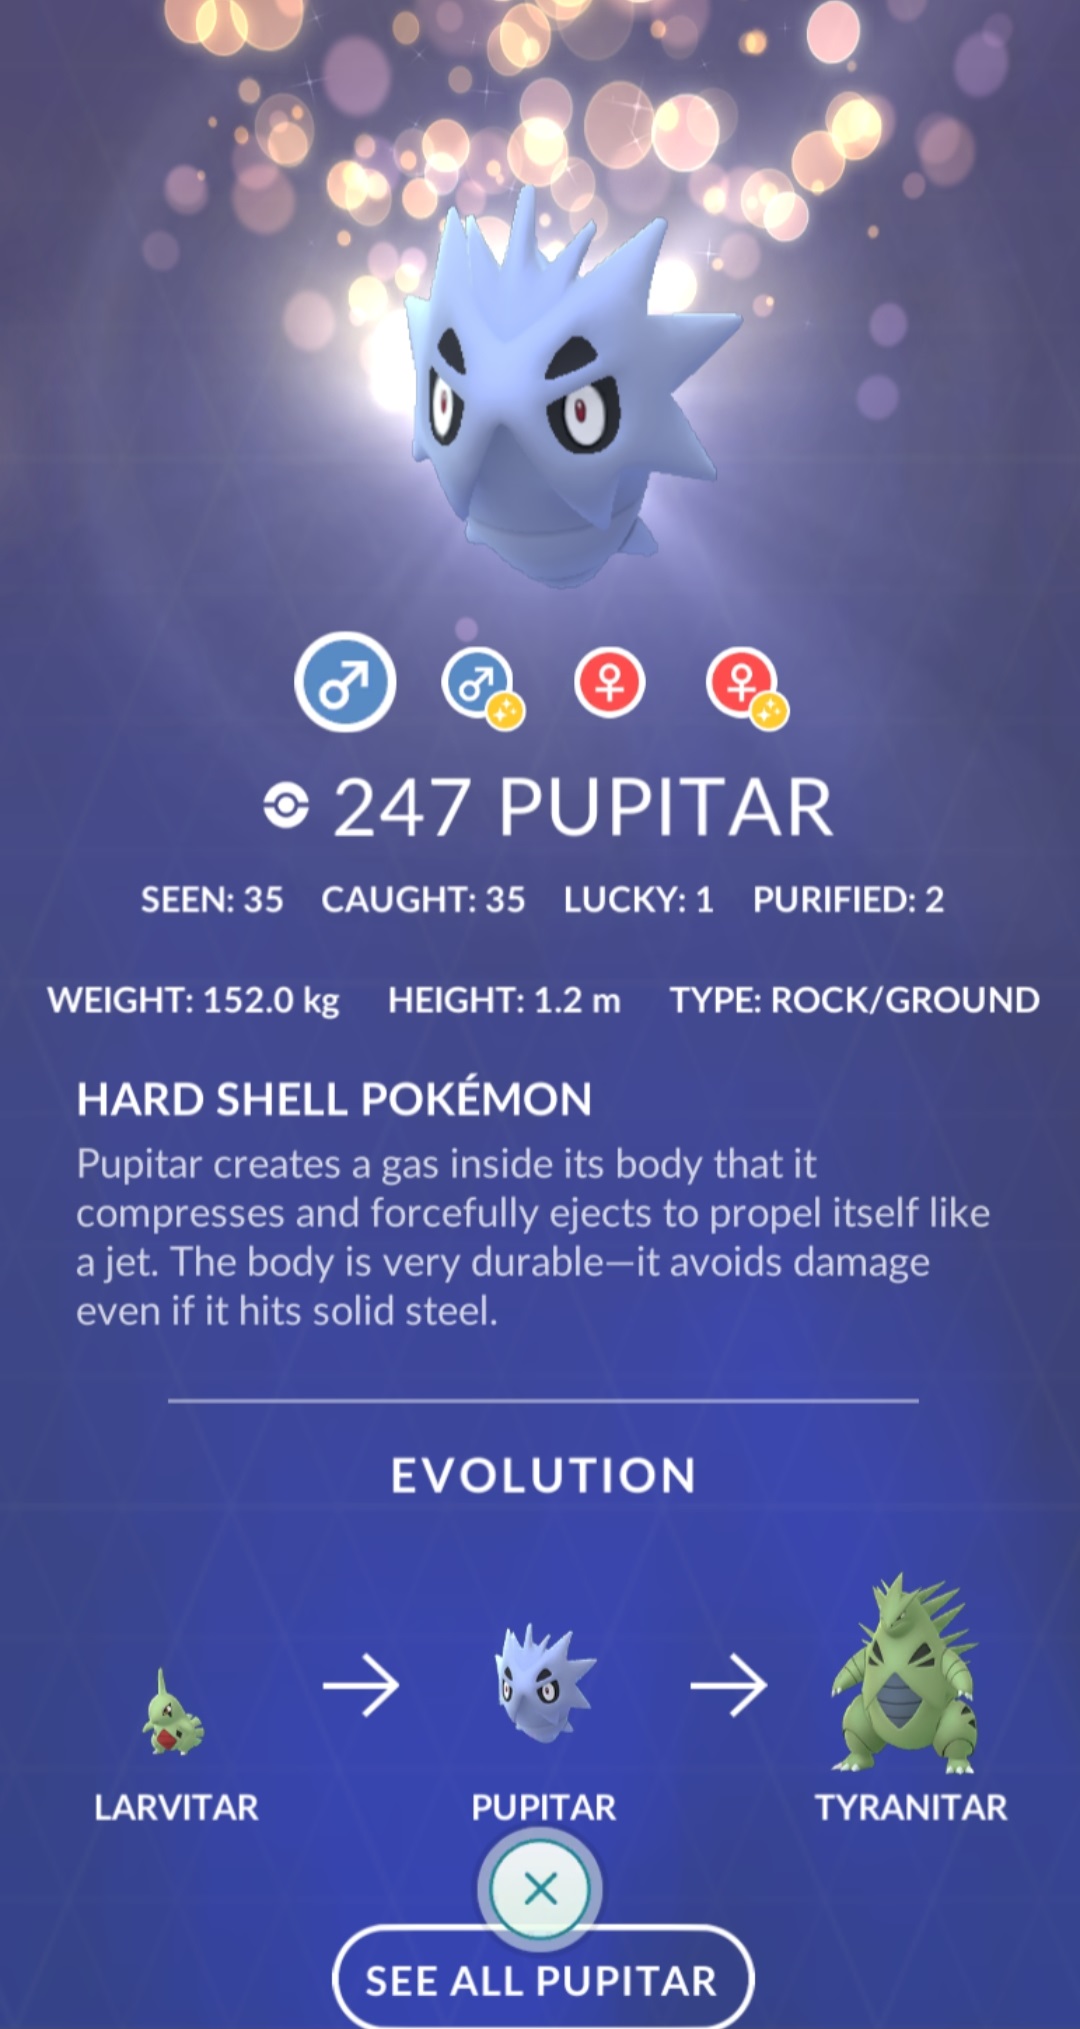 247 PUPITAR
SEEN: 35 CAUGHT: 35 LUCKY: 1 PURIFIED: 2
WEIGHT: 152.0 kg HEIGHT: 1.2 m TYPE: ROCK/GROUND
HARD SHELL POKÉMON
Pupitar creates a gas inside its body that it
compresses and forcefully ejects to propel itself like
a jet. The body is very durable—it avoids damage
even if it hits solid steel.
EVOLUTION
LARVITAR PUPITAR TYRANITAR
SEE ALL PUPITAR